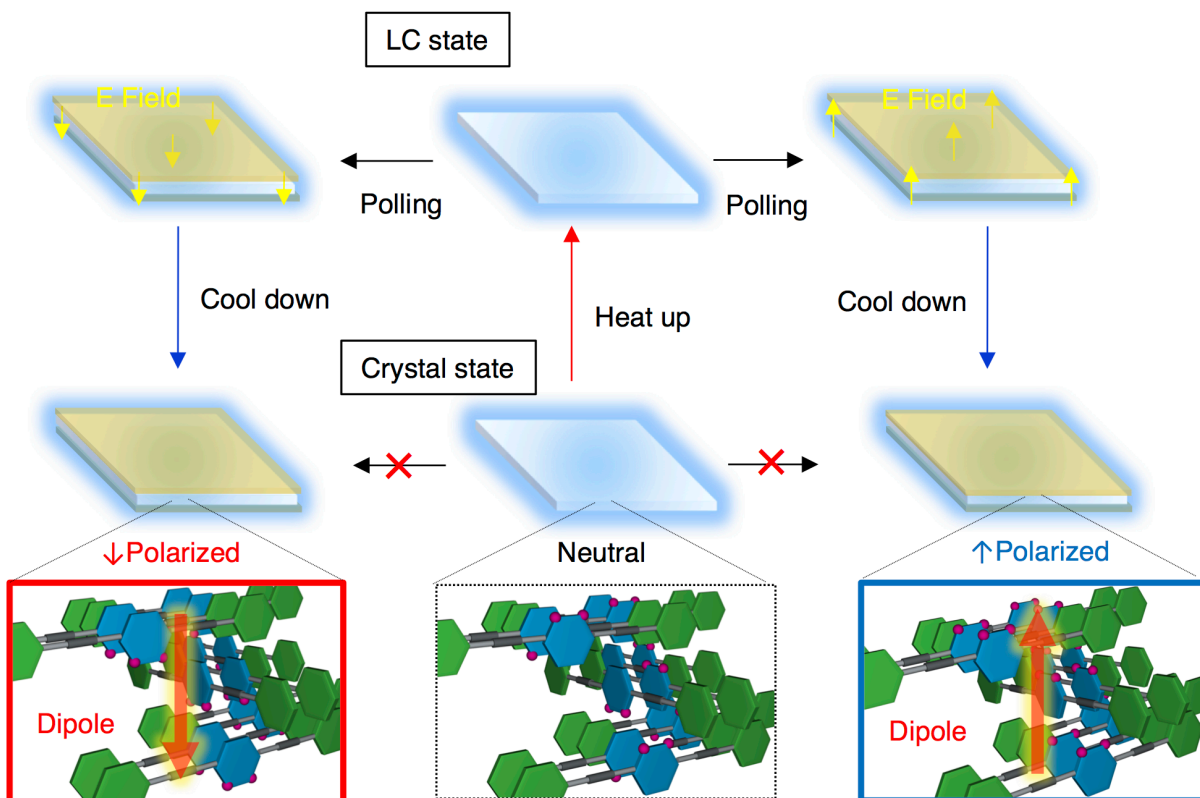 LC state
E Field
E Field
Polling
Polling
Cool down
Heat up
Cool down
Crystal state
↓Polarized
Neutral
↑Polarized
Dipole
Dipole